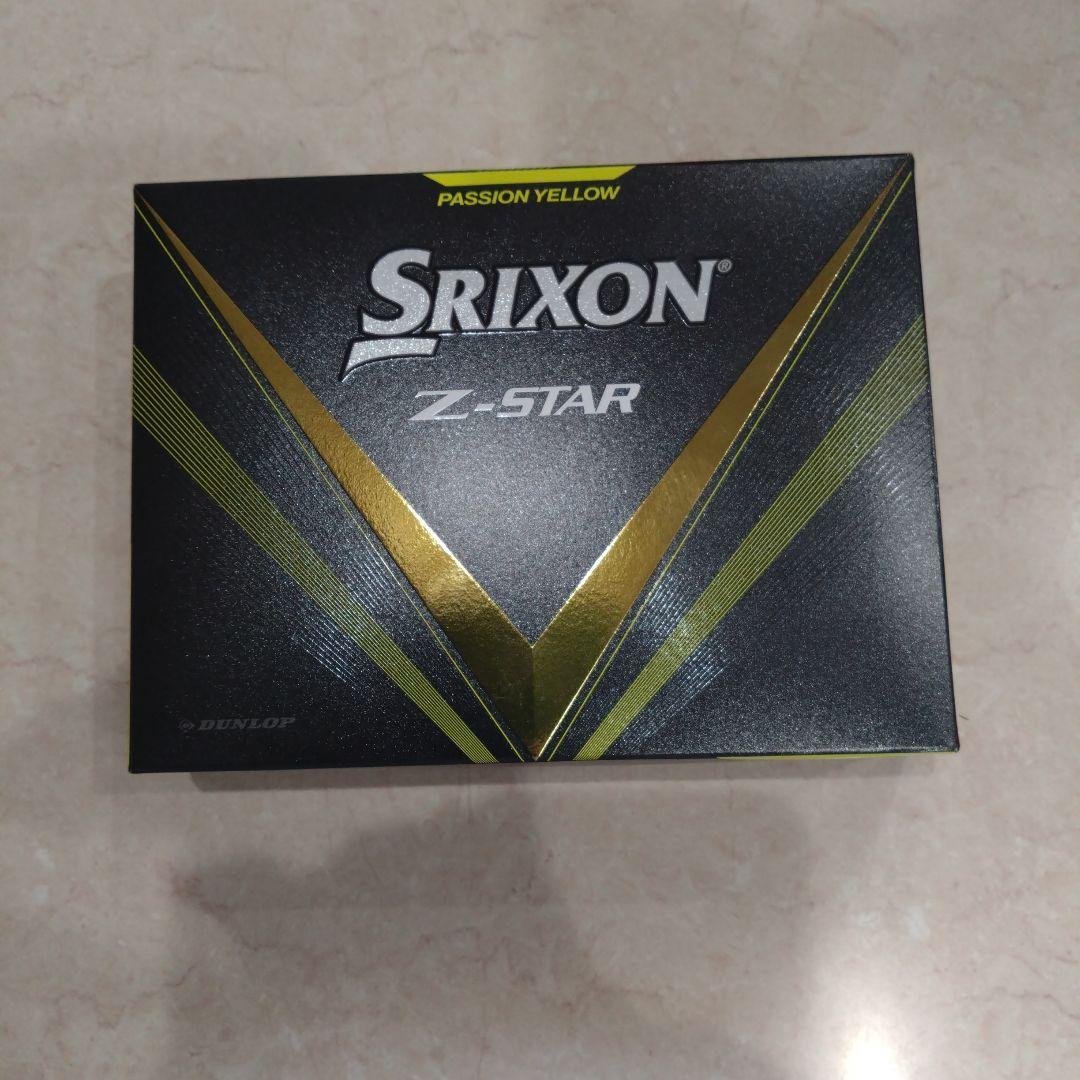 PASSION YELLOW
SRIXON®
Z-STAR
DUNLOP